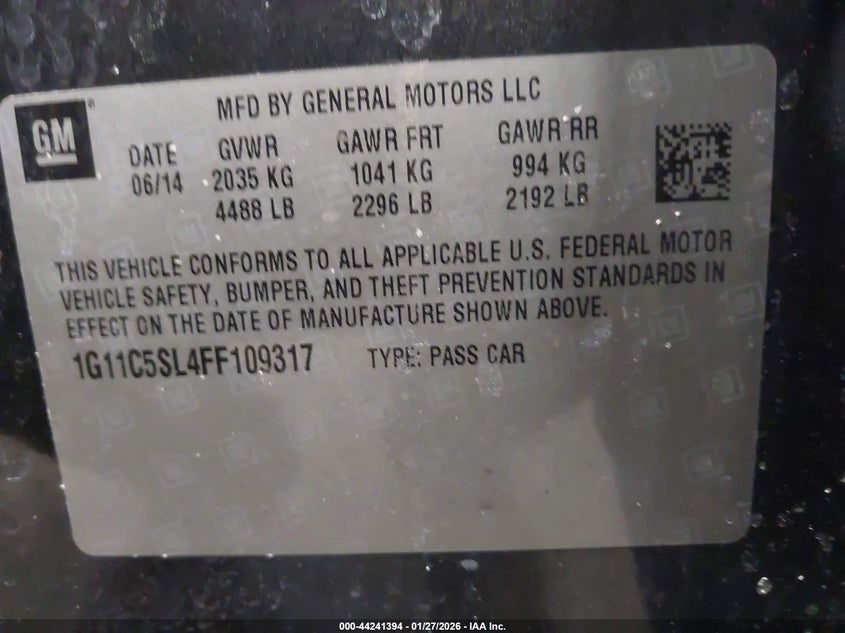 GM
MFD BY GENERAL MOTORS LLC
DATE GVWR GAWR FRT GAWR RR
06/14 2035 KG 1041 KG 994 KG
4488 LB 2296 LB 2192 LB
THIS VEHICLE CONFORMS TO ALL APPLICABLE U.S. FEDERAL MOTOR
VEHICLE SAFETY, BUMPER, AND THEFT PREVENTION STANDARDS IN
EFFECT ON THE DATE OF MANUFACTURE SHOWN ABOVE.
1G11C5SL4FF109317 TYPE: PASS CAR
000-44241394 - 01/27/2026 - IAA Inc.